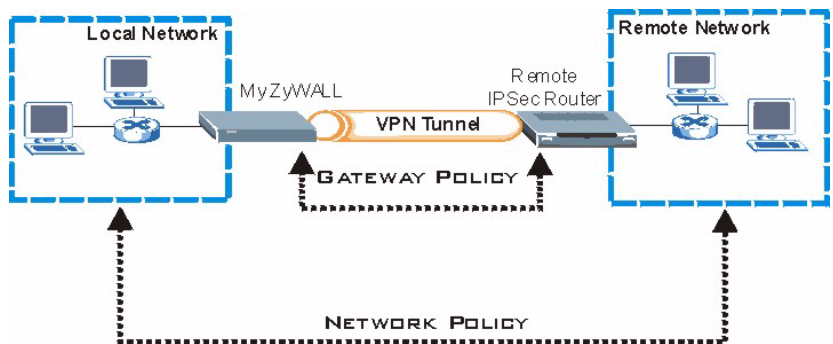 Local Network
Remote Network
MyZyWALL
Remote
IPSec Router
VPN Tunnel
GATEWAY POLICY
NETWORK POLICY